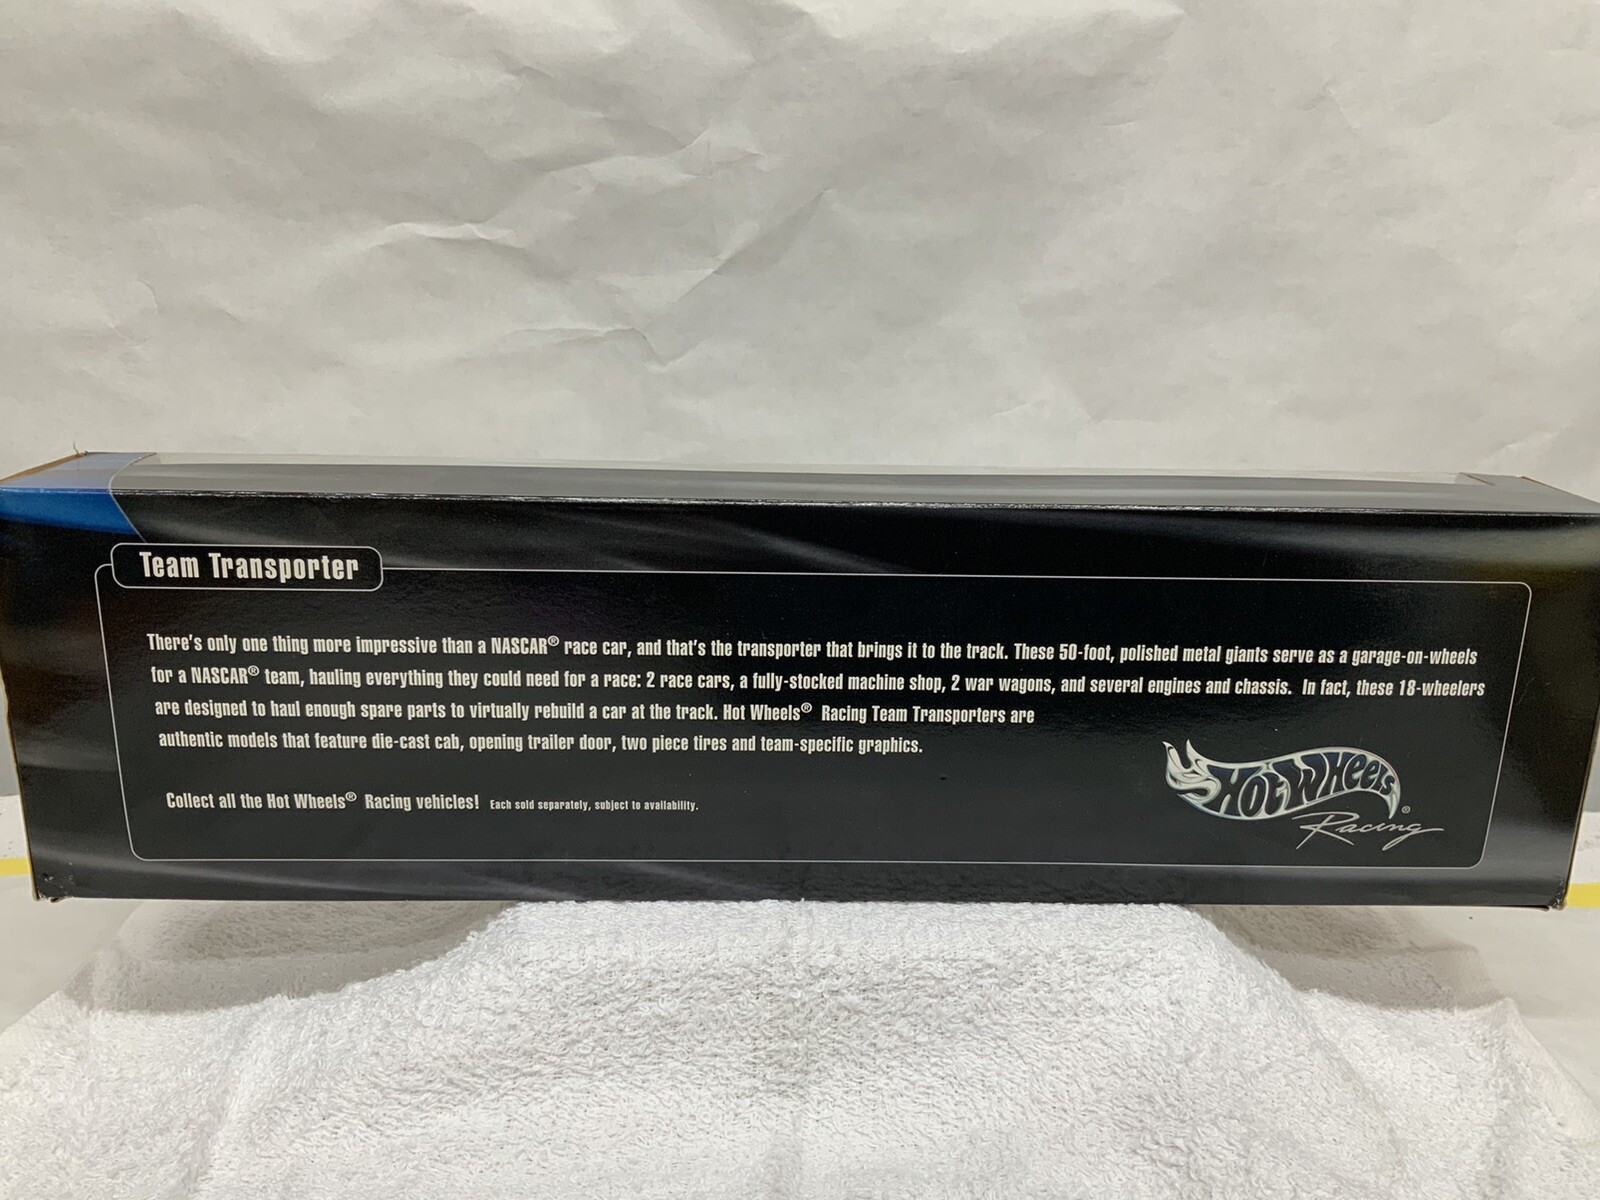 Team Transporter
There's only one thing more impressive than a NASCAR® race car, and that's the transporter that brings it to the track. These 50-foot, polished metal giants serve as a garage-on-wheels
for a NASCAR® team, hauling everything they could need for a race: 2 race cars, a fully-stocked machine shop, 2 war wagons, and several engines and chassis. In fact, these 18-wheelers
are designed to haul enough spare parts to virtually rebuild a car at the track. Hot Wheels® Racing Team Transporters are
authentic models that feature die-cast cab, opening trailer door, two piece tires and team-specific graphics.
Collect all the Hot Wheels® Racing vehicles! Each sold separately, subject to availability.
Hot Wheels®
Racing